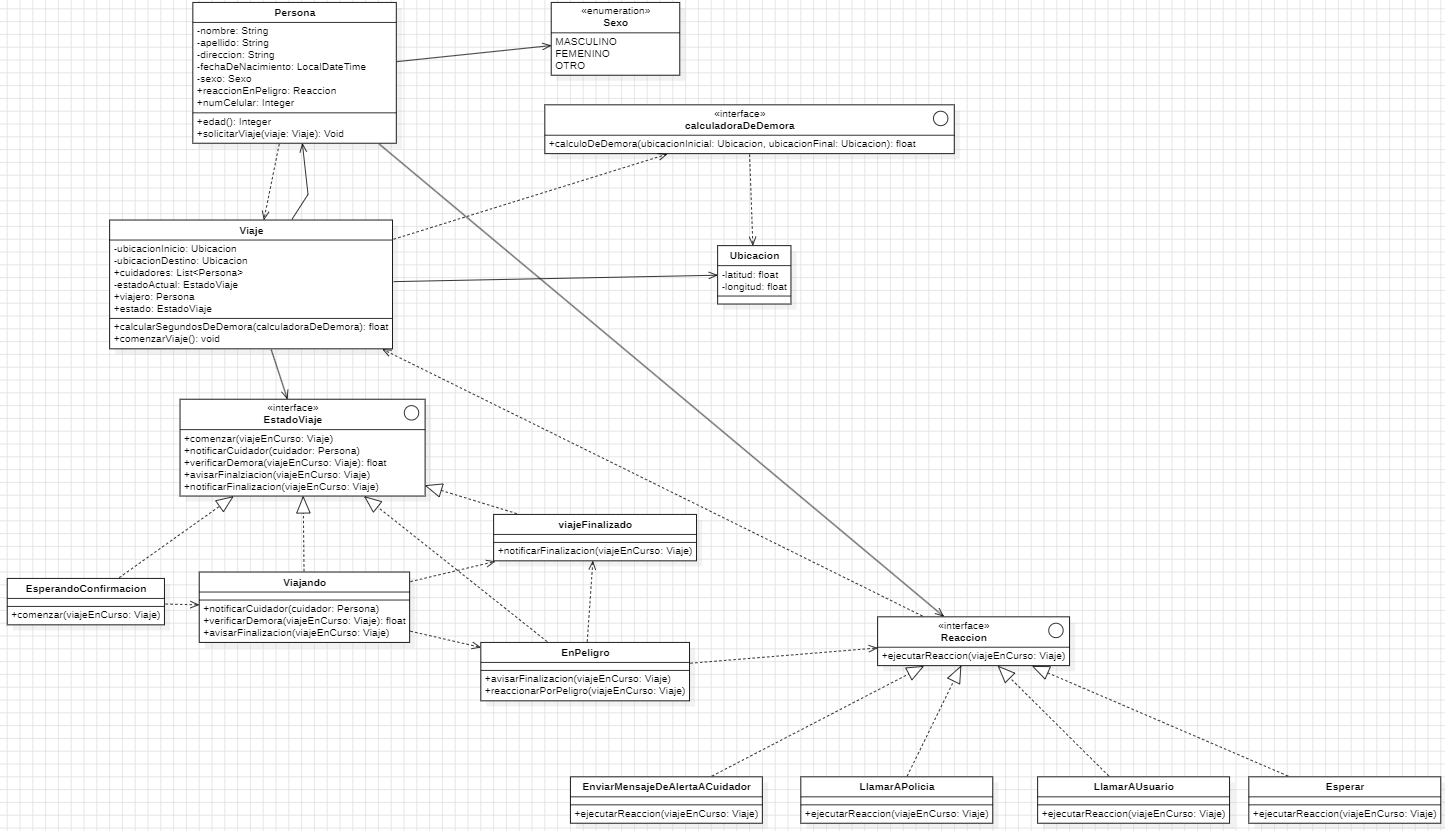 Persona
-nombre: String
-apellido: String
-direccion: String
-fechaDeNacimiento: LocalDateTime
-sexo: Sexo
+reaccionEnPeligro: Reaccion
+numCelular: Integer
+edad(): Integer
+solicitarViaje(viaje: Viaje): Void
«enumeration»
Sexo
MASCULINO
FEMENINO
OTRO
«interface»
calculadoraDeDemora
+calculoDeDemora(ubicacionInicial: Ubicacion, ubicacionFinal: Ubicacion): float
Viaje
-ubicacionInicio: Ubicacion
-ubicacionDestino: Ubicacion
+cuidadores: List<Persona>
-estadoActual: EstadoViaje
+viajero: Persona
+estado: EstadoViaje
+calcularSegundosDeDemora(calculadoraDeDemora): float
+comenzarViaje(): void
Ubicacion
-latitud: float
-longitud: float
«interface»
EstadoViaje
+comenzar(viajeEnCurso: Viaje)
+notificarCuidador(cuidador: Persona)
+verificarDemora(viajeEnCurso: Viaje): float
+avisarFinalziacion(viajeEnCurso: Viaje)
+notificarFinalizacion(viajeEnCurso: Viaje)
viajeFinalizado
+notificarFinalizacion(viajeEnCurso: Viaje)
EsperandoConfirmacion
+comenzar(viajeEnCurso: Viaje)
Viajando
+notificarCuidador(cuidador: Persona)
+verificarDemora(viajeEnCurso: Viaje): float
+avisarFinalizacion(viajeEnCurso: Viaje)
EnPeligro
+avisarFinalizacion(viajeEnCurso: Viaje)
+reaccionarPorPeligro(viajeEnCurso: Viaje)
«interface»
Reaccion
+ejecutarReaccion(viajeEnCurso: Viaje)
EnviarMensajeDeAlertaACuidador
+ejecutarReaccion(viajeEnCurso: Viaje)
LlamarAPolicia
+ejecutarReaccion(viajeEnCurso: Viaje)
LlamarAUsuario
+ejecutarReaccion(viajeEnCurso: Viaje)
Esperar
+ejecutarReaccion(viajeEnCurso: Viaje)